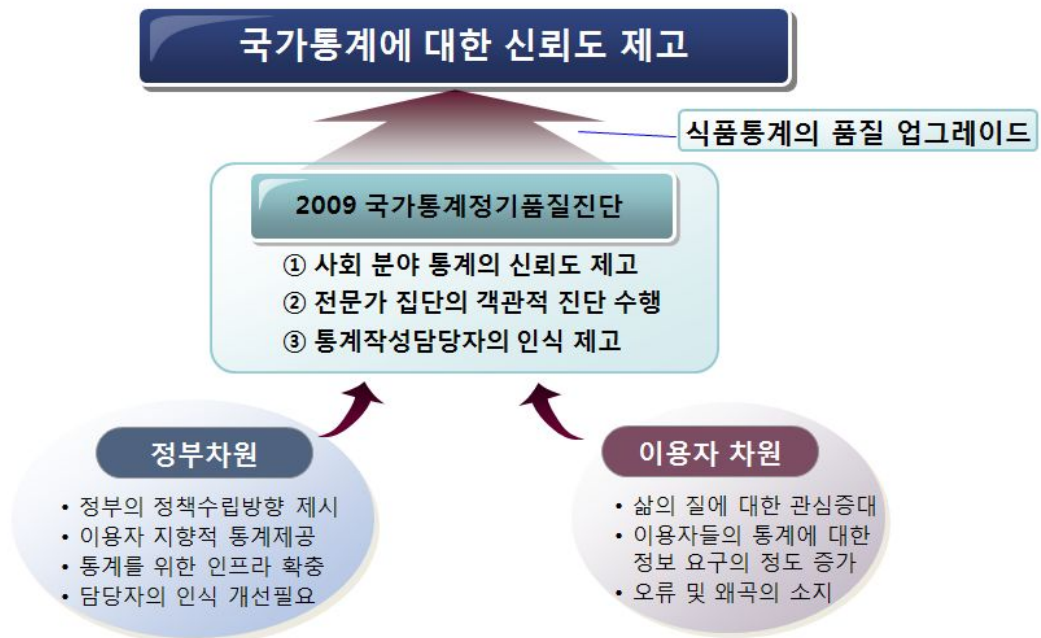 국가통계에 대한 신뢰도 제고
식품통계의 품질 업그레이드
2009 국가통계정기품질진단
① 사회 분야 통계의 신뢰도 제고
② 전문가 집단의 객관적 진단 수행
③ 통계작성담당자의 인식 제고
정부차원
• 정부의 정책수립방향 제시
• 이용자 지향적 통계제공
• 통계를 위한 인프라 확충
• 담당자의 인식 개선필요
이용자 차원
• 삶의 질에 대한 관심증대
• 이용자들의 통계에 대한
정보 요구의 정도 증가
• 오류 및 왜곡의 소지